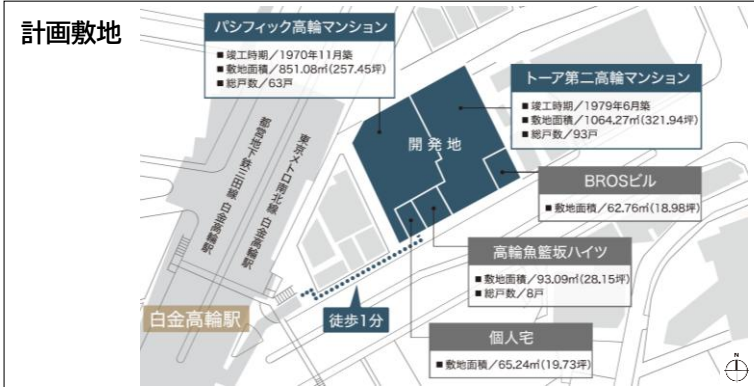 計画敷地
パシフィック高輪マンション
■ 竣工時期／1970年11月築
■ 敷地面積／851.08㎡(257.45坪)
■ 総戸数／63戸
トーア第二高輪マンション
■ 竣工時期／1979年6月築
■ 敷地面積／1064.27㎡(321.94坪)
■ 総戸数／93戸
開発地
BROSビル
■ 敷地面積／62.76㎡(18.98坪)
高輪魚籃坂ハイツ
■ 敷地面積／93.09㎡(28.15坪)
■ 総戸数／8戸
個人宅
■ 敷地面積／65.24㎡(19.73坪)
都営地下鉄三田線 白金高輪駅
東京メトロ南北線 白金高輪駅
白金高輪駅
徒歩1分
N